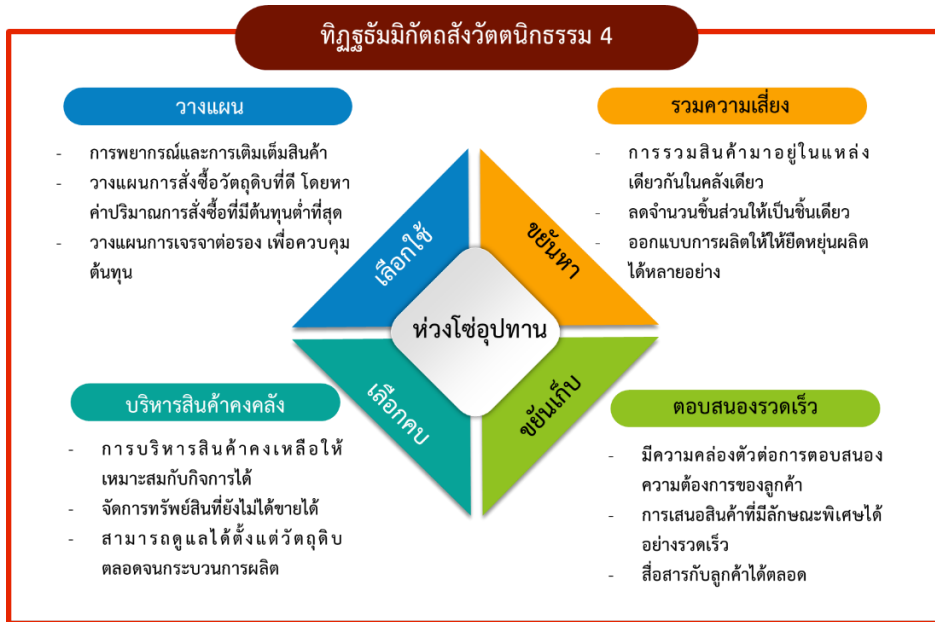 ทิฏฐธัมมิกัตถสังวัตตนิกธรรม 4
วางแผน
- การพยากรณ์และการเติมเต็มสินค้า
- วางแผนการสั่งซื้อวัตถุดิบที่ดี โดยหา
ค่าปริมาณการสั่งซื้อที่มีต้นทุนต่ำที่สุด
- วางแผนการเจรจาต่อรอง เพื่อควบคุม
ต้นทุน
รวมความเสี่ยง
- การรวมสินค้ามาอยู่ในแหล่ง
เดียวกันในคลังเดียว
- ลดจำนวนชิ้นส่วนให้เป็นชิ้นเดียว
- ออกแบบการผลิตให้ให้ยืดหยุ่นผลิต
ได้หลายอย่าง
เลือกใช้
ขยันหา
ห่วงโซ่อุปทาน
เลือกคบ
ขยันเก็บ
บริหารสินค้าคงคลัง
- การบริหารสินค้าคงเหลือให้
เหมาะสมกับกิจการได้
- จัดการทรัพย์สินที่ยังไม่ได้ขายได้
- สามารถดูแลได้ตั้งแต่วัตถุดิบ
ตลอดจนกระบวนการผลิต
ตอบสนองรวดเร็ว
- มีความคล่องตัวต่อการตอบสนอง
ความต้องการของลูกค้า
- การเสนอสินค้าที่มีลักษณะพิเศษได้
อย่างรวดเร็ว
- สื่อสารกับลูกค้าได้ตลอด